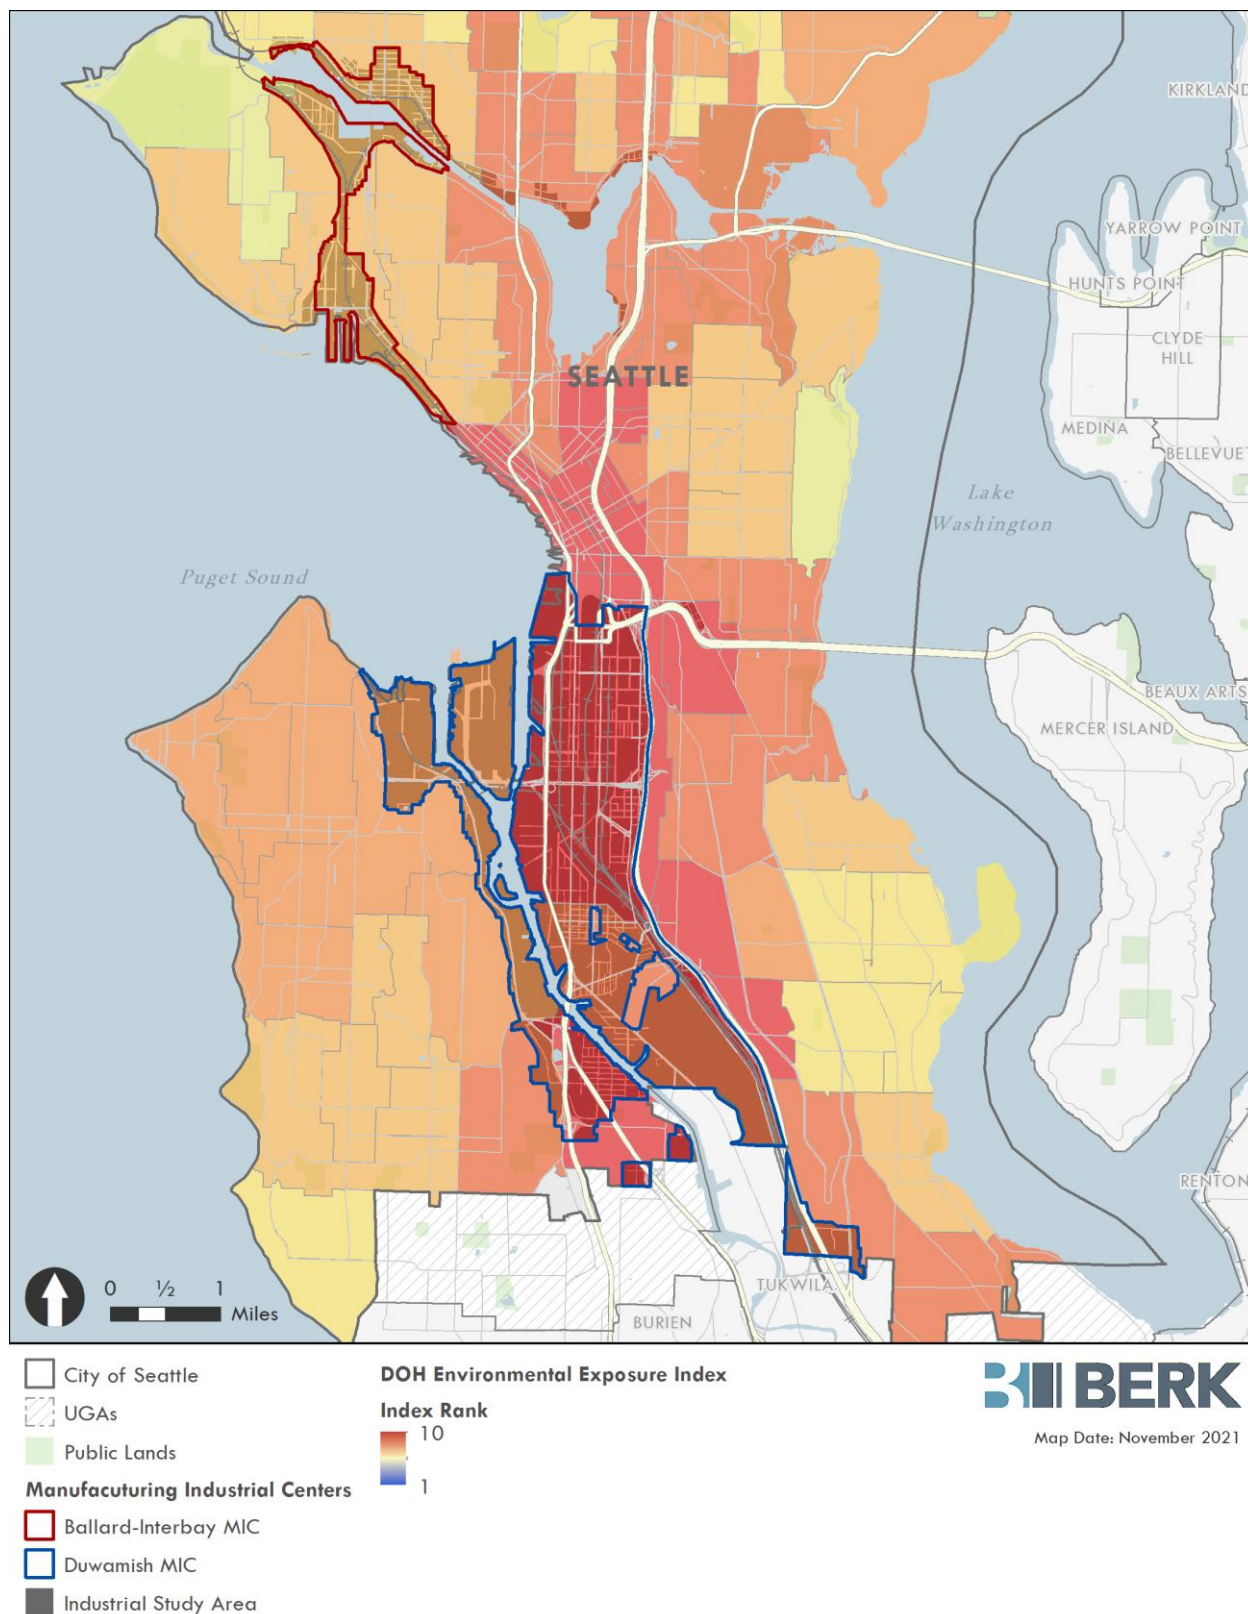 KIRKLAND
YARROW POINT
HUNTS POINT
CLYDE
HILL
SEATTLE
MEDINA
BELLEVUE
Lake
Washington
Puget Sound
BEAUX ARTS
MERCER ISLAND
RENTON
TUKWILA
BURIEN
0 ½ 1
Miles
City of Seattle
UGAs
Public Lands
Manufacuturing Industrial Centers
Ballard-Interbay MIC
Duwamish MIC
Industrial Study Area
DOH Environmental Exposure Index
Index Rank
10
1
BERK
Map Date: November 2021